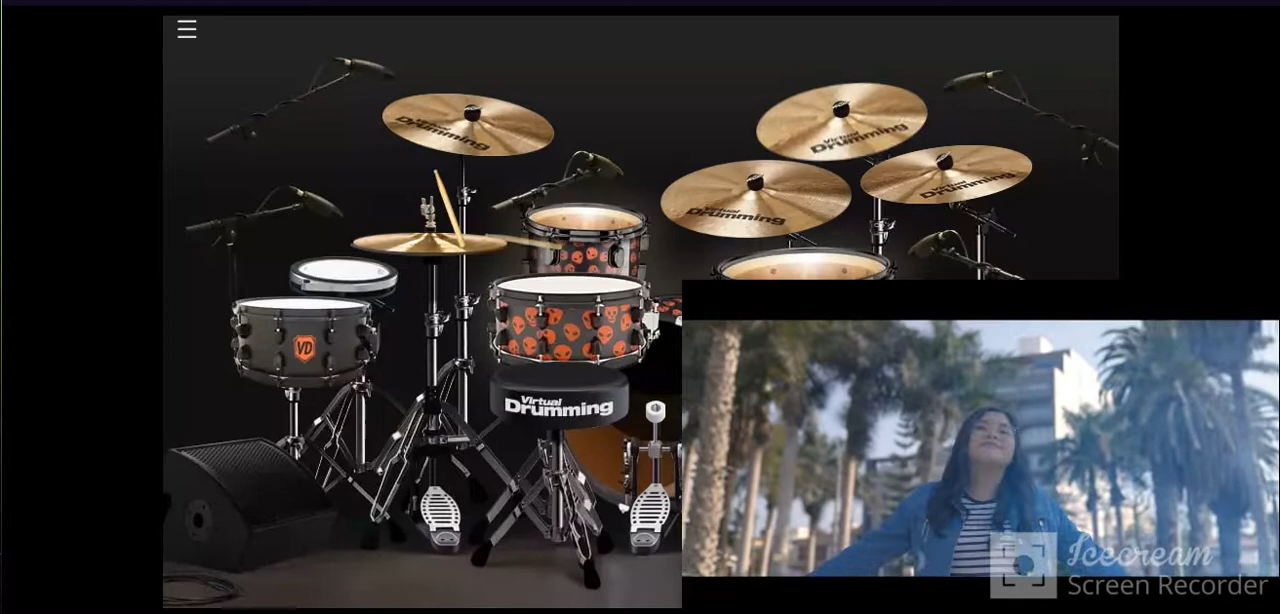 Virtual
Drumming
Virtual
Drumming
Virtual
Drumming
Virtual
Drumming
VD
Virtual
Drumming
Icecream
Screen Recorder